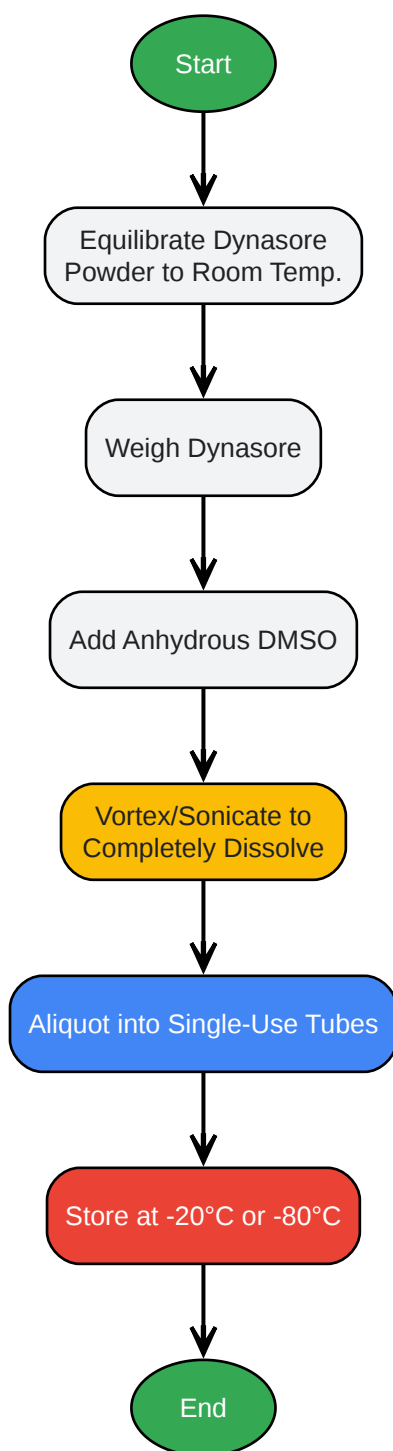 Start
Equilibrate Dynasore
Powder to Room Temp.
Weigh Dynasore
Add Anhydrous DMSO
Vortex/Sonicate to
Completely Dissolve
Aliquot into Single-Use Tubes
Store at -20°C or -80°C
End